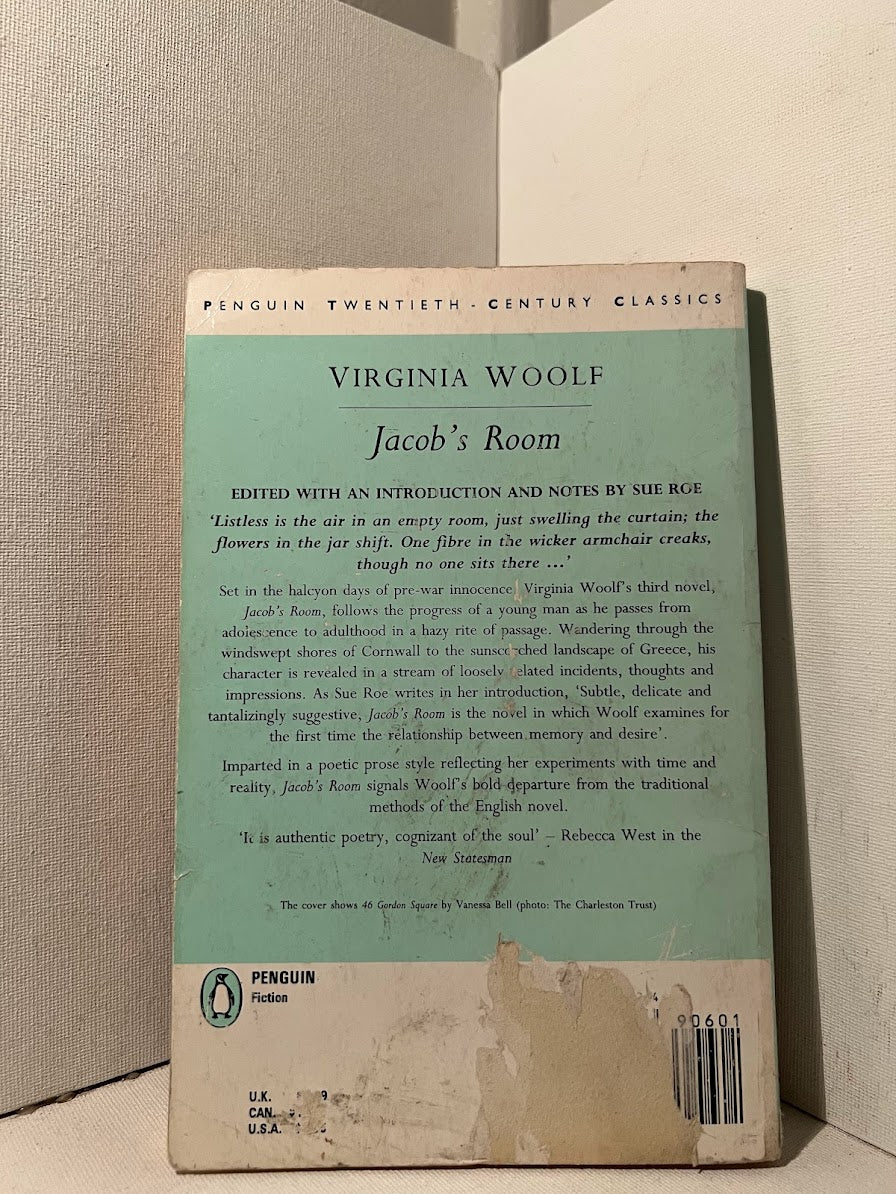 PENGUIN TWENTIETH - CENTURY CLASSICS
VIRGINIA WOOLF
Jacob's Room
EDITED WITH AN INTRODUCTION AND NOTES BY SUE ROE
'Listless is the air in an empty room, just swelling the curtain; the
flowers in the jar shift. One fibre in the wicker armchair creaks,
though no one sits there ...'
Set in the halcyon days of pre-war innocence, Virginia Woolf's third novel,
Jacob's Room, follows the progress of a young man as he passes from
adolescence to adulthood in a hazy rite of passage. Wandering through the
windswept shores of Cornwall to the sunscorched landscape of Greece, his
character is revealed in a stream of loosely related incidents, thoughts and
impressions. As Sue Roe writes in her introduction, 'Subtle, delicate and
tantalizingly suggestive, Jacob's Room is the novel in which Woolf examines for
the first time the relationship between memory and desire'.
Imparted in a poetic prose style reflecting her experiments with time and
reality, Jacob's Room signals Woolf's bold departure from the traditional
methods of the English novel.
'It is authentic poetry, cognizant of the soul' – Rebecca West in the
New Statesman
The cover shows 46 Gordon Square by Vanessa Bell (photo: The Charleston Trust)
PENGUIN
Fiction
90601
U.K.
CAN.
U.S.A.